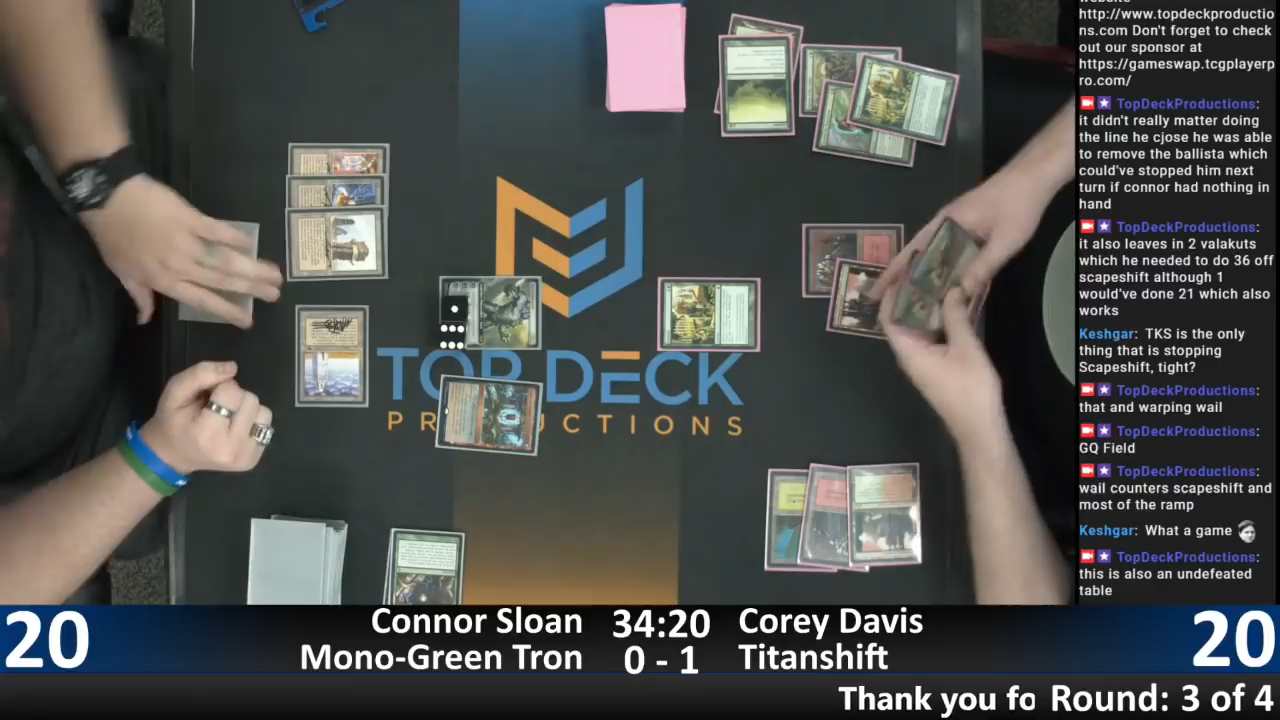 website
http://www.topdeckproductio
ns.com Don't forget to check
out our sponsor at
https://gameswap.tcgplayerp
ro.com/
TopDeckProductions:
it didn't really matter doing
the line he cjose he was able
to remove the ballista which
could've stopped him next
turn if connor had nothing in
hand
TopDeckProductions:
it also leaves in 2 valakuts
which he needed to do 36 off
scapeshift although 1
would've done 21 which also
works
Keshgar: TKS is the only
thing that is stopping
Scapeshift, tight?
TopDeckProductions:
that and warping wail
TopDeckProductions:
GQ Field
TopDeckProductions:
wail counters scapeshift and
most of the ramp
Keshgar: What a game
TopDeckProductions:
this is also an undefeated
table
TOP DECK
PRODUCTIONS
20
Connor Sloan
Mono-Green Tron
34:20
0 - 1
Corey Davis
Titanshift
20
Thank you fo
Round: 3 of 4